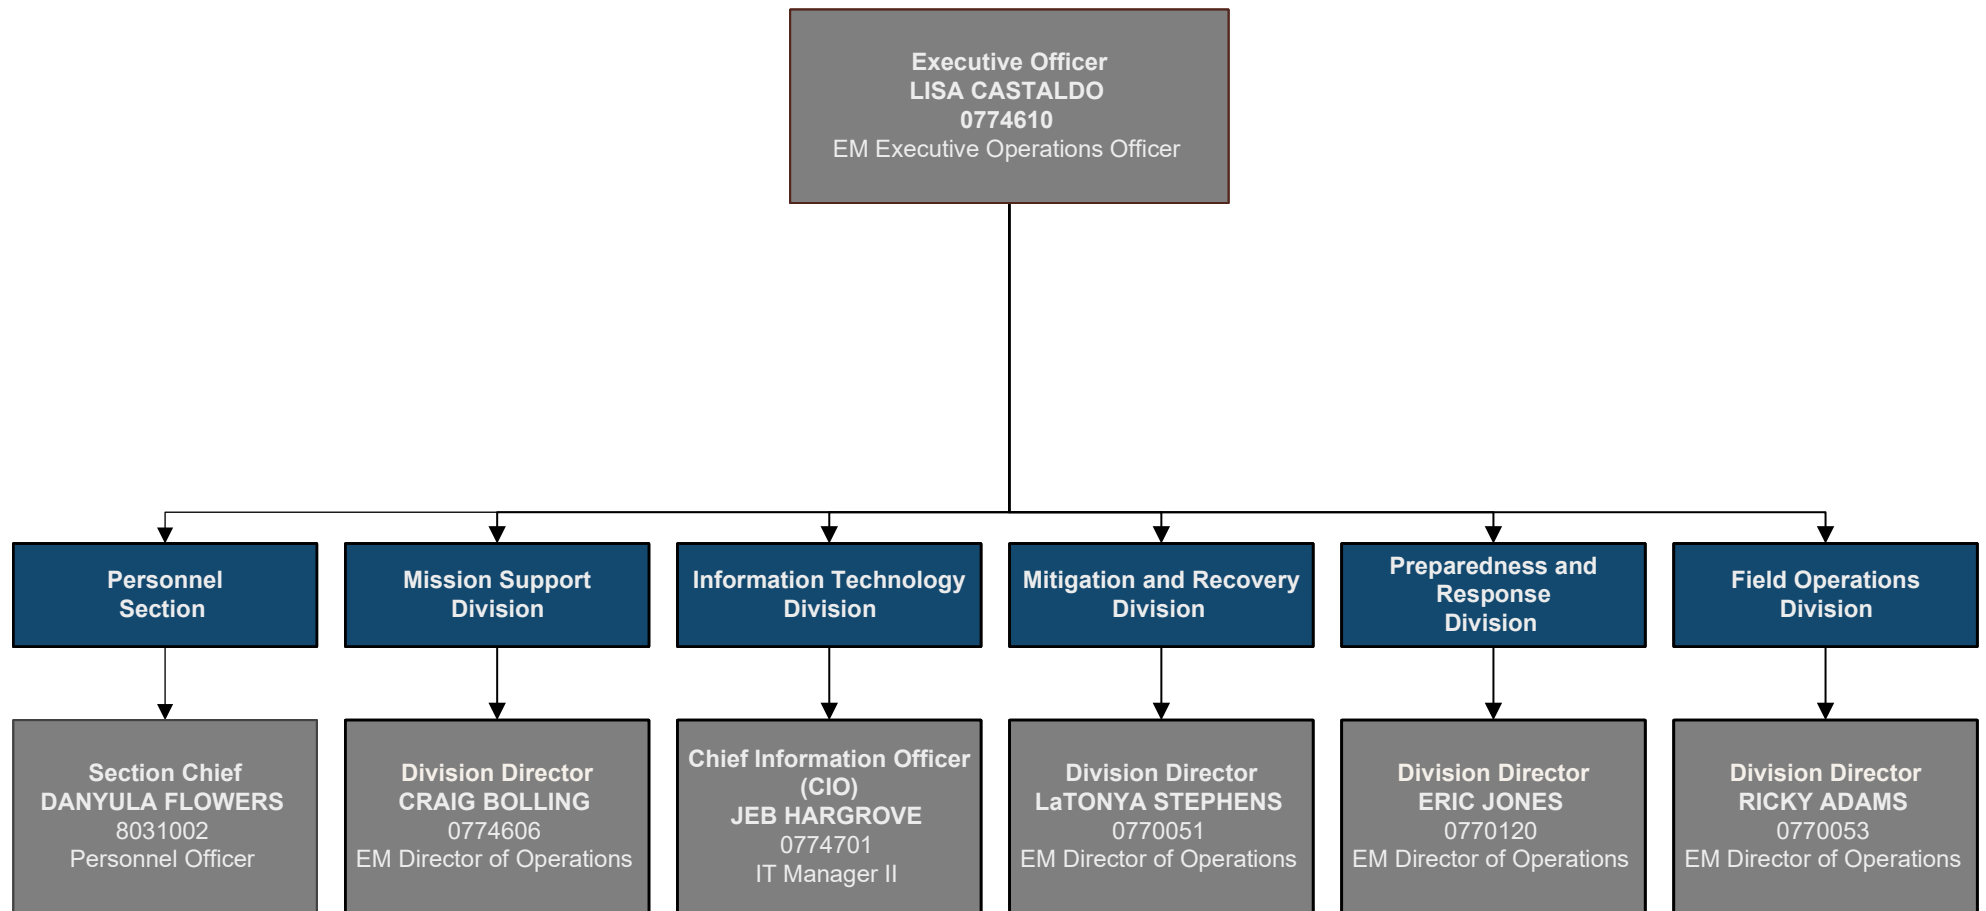 Executive Officer
LISA CASTALDO
0774610
EM Executive Operations Officer
Personnel
Section
Mission Support
Division
Information Technology
Division
Mitigation and Recovery
Division
Preparedness and
Response
Division
Field Operations
Division
Section Chief
DANYULA FLOWERS
8031002
Personnel Officer
Division Director
CRAIG BOLLING
0774606
EM Director of Operations
Chief Information Officer
(CIO)
JEB HARGROVE
0774701
IT Manager II
Division Director
LaTONYA STEPHENS
0770051
EM Director of Operations
Division Director
ERIC JONES
0770120
EM Director of Operations
Division Director
RICKY ADAMS
0770053
EM Director of Operations